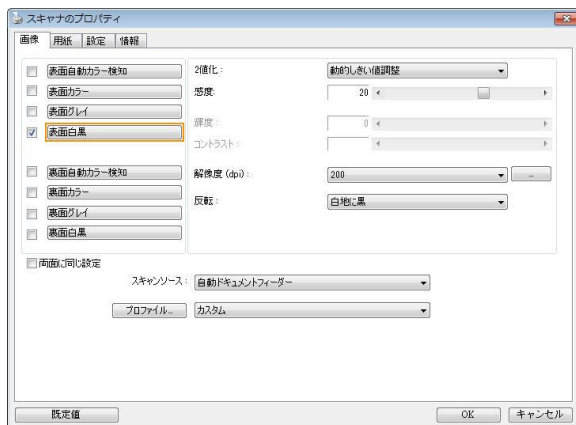 スキャナのプロパティ
画像 用紙 設定 情報
表面自動カラー検知
表面カラー
表面グレイ
表面白黒
裏面自動カラー検知
裏面カラー
裏面グレイ
裏面白黒
2値化: 動的しきい値調整
感度: 20
輝度: 0
コントラスト:
解像度 (dpi): 200 ..
反転: 白地に黒
両面に同じ設定
スキャンソース: 自動ドキュメントフィーダー
プロファイル... カスタム
既定値 OK キャンセル